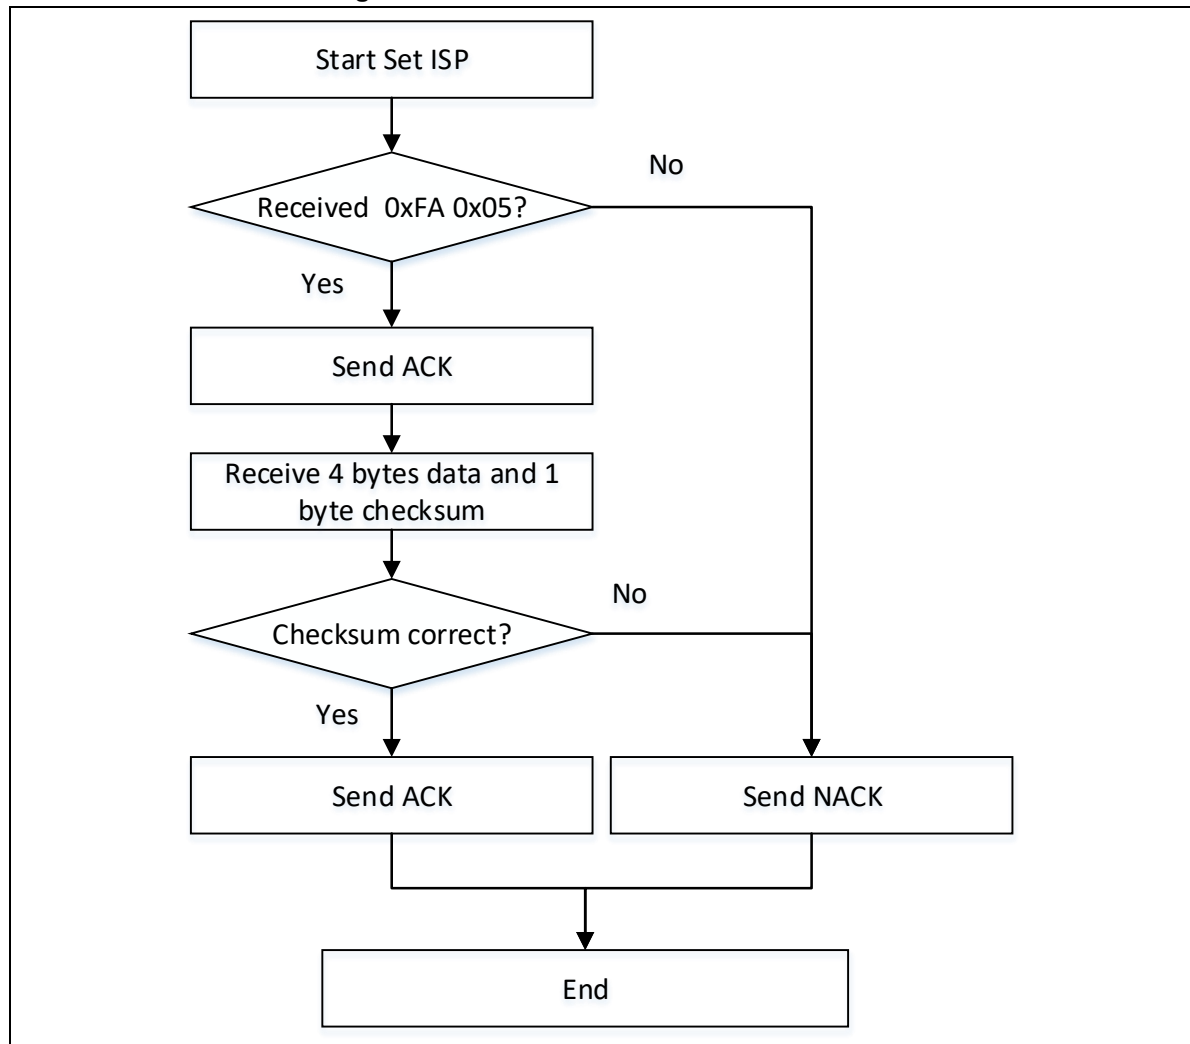 Start Set ISP
No
Received 0xFA 0x05?
Yes
Send ACK
Receive 4 bytes data and 1
byte checksum
No
Checksum correct?
Yes
Send ACK
Send NACK
End